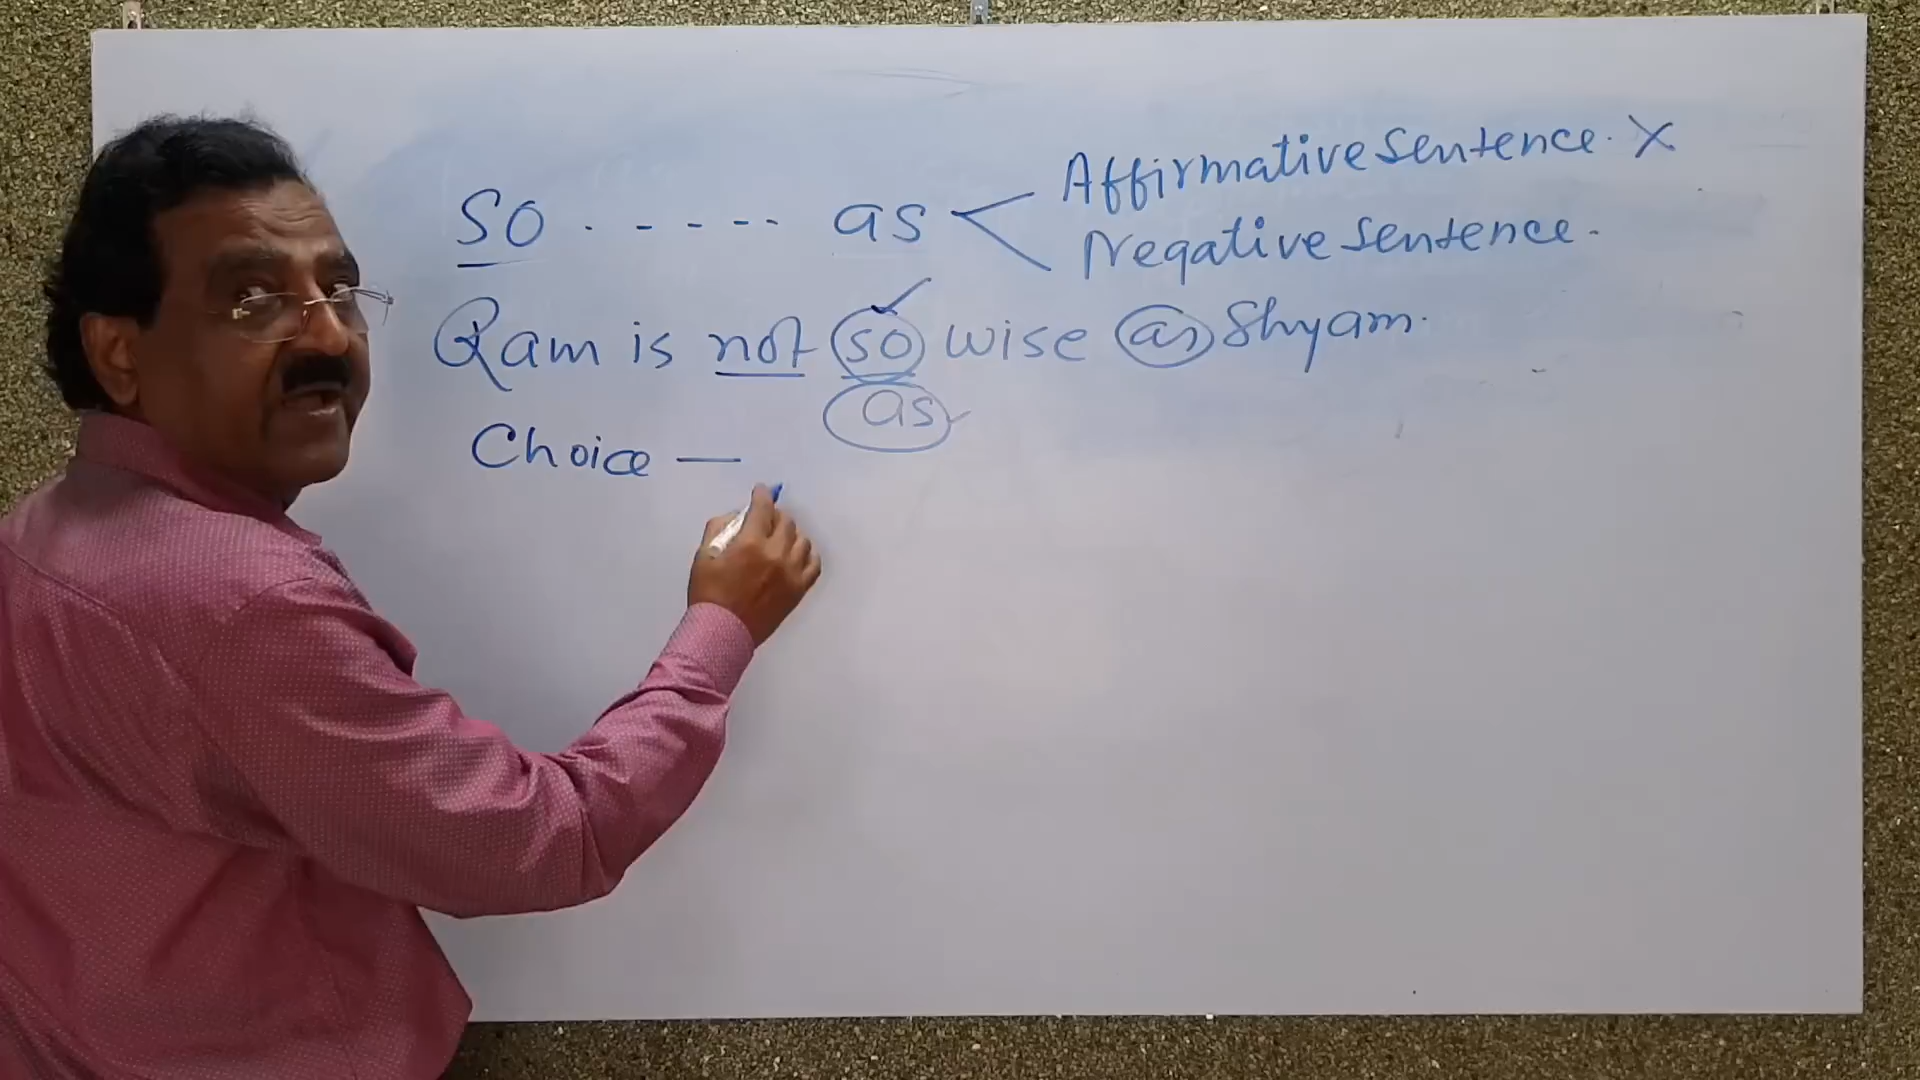 Affirmative Sentence. X
so . - - - - as < Negative Sentence.
Ram is not so wise as Shyam.
as
Choice —